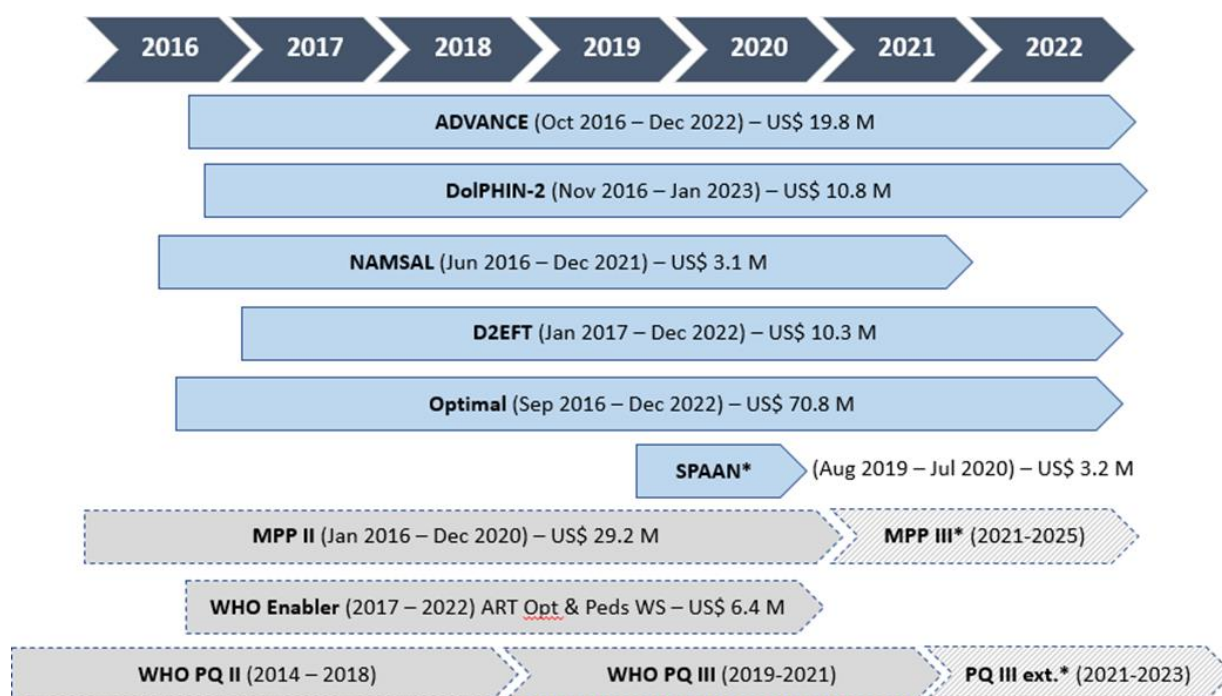 2016 2017 2018 2019 2020 2021 2022
ADVANCE (Oct 2016 – Dec 2022) – US$ 19.8 M
DolPHIN-2 (Nov 2016 – Jan 2023) – US$ 10.8 M
NAMSAL (Jun 2016 – Dec 2021) – US$ 3.1 M
D2EFT (Jan 2017 – Dec 2022) – US$ 10.3 M
Optimal (Sep 2016 – Dec 2022) – US$ 70.8 M
SPAAN* (Aug 2019 – Jul 2020) – US$ 3.2 M
MPP II (Jan 2016 – Dec 2020) – US$ 29.2 M MPP III* (2021-2025)
WHO Enabler (2017 – 2022) ART Opt & Peds WS – US$ 6.4 M
WHO PQ II (2014 – 2018) WHO PQ III (2019-2021) PQ III ext.* (2021-2023)